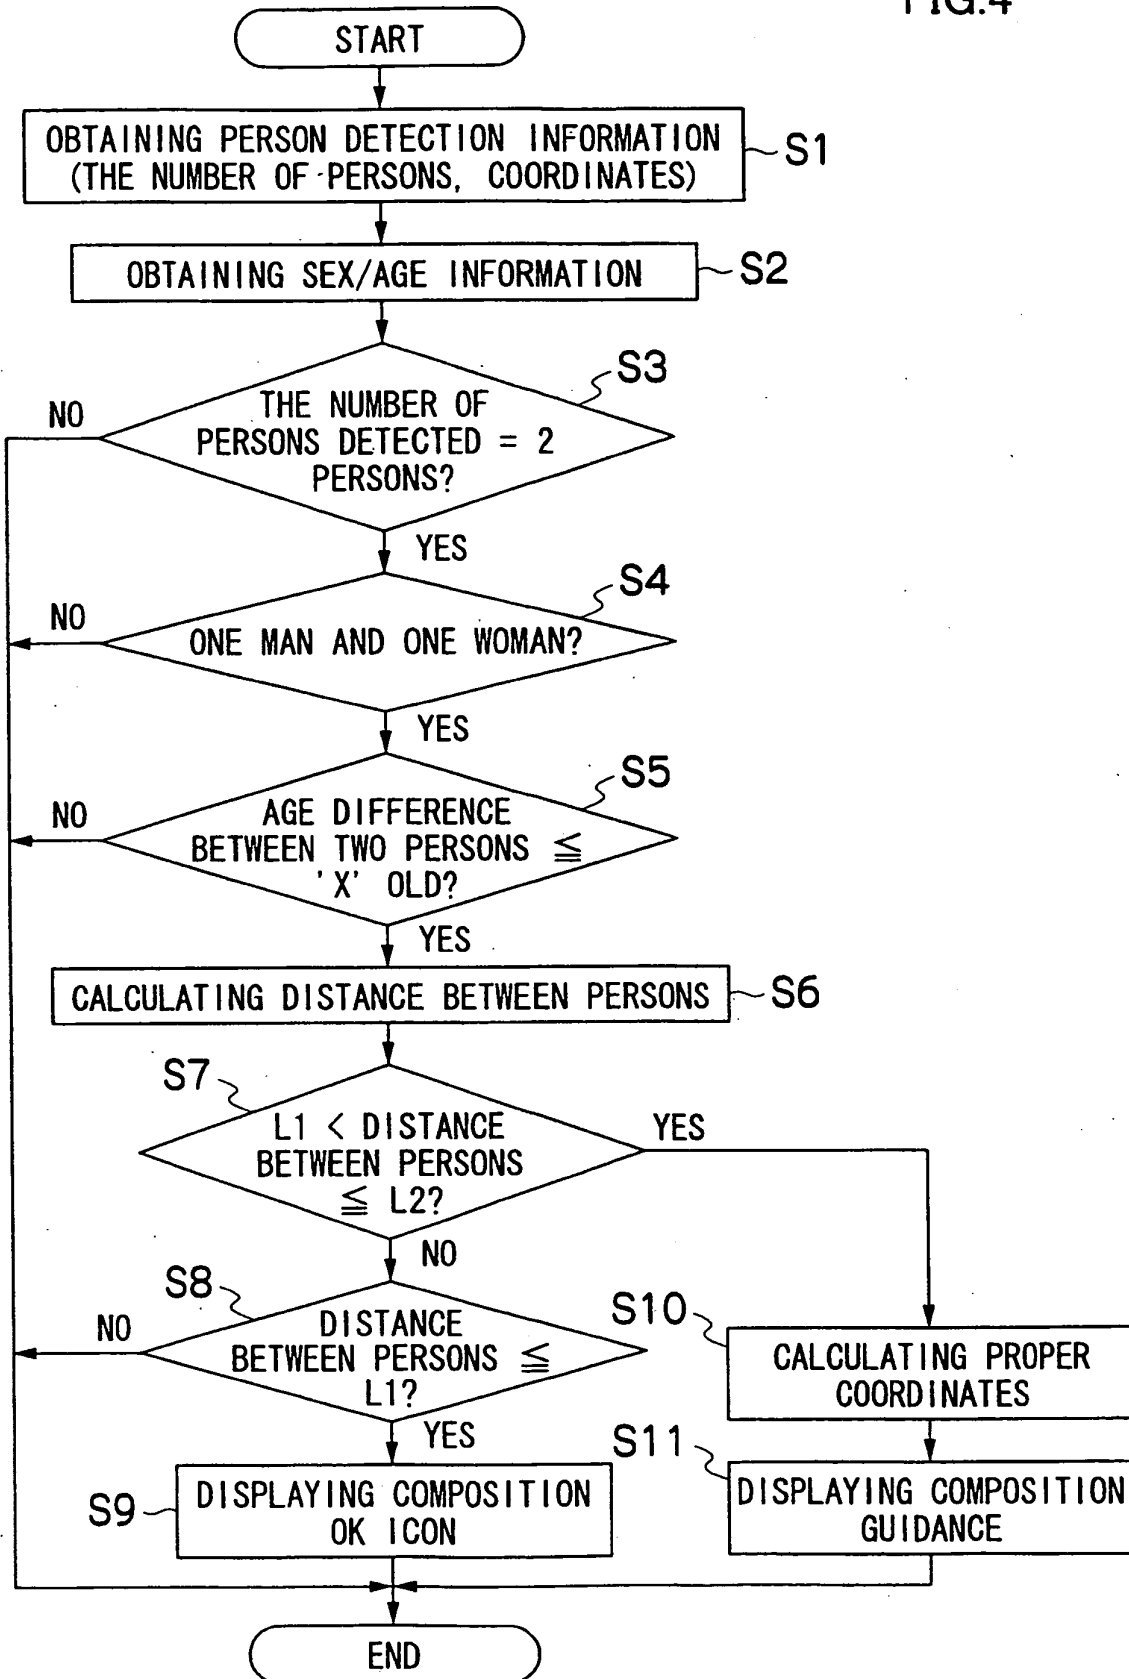 FIG.4
START
OBTAINING PERSON DETECTION INFORMATION
(THE NUMBER OF PERSONS, COORDINATES)
S1
OBTAINING SEX/AGE INFORMATION
S2
S3
THE NUMBER OF
PERSONS DETECTED = 2
PERSONS?
NO
YES
S4
ONE MAN AND ONE WOMAN?
NO
YES
S5
AGE DIFFERENCE
BETWEEN TWO PERSONS ≦
'X' OLD?
NO
YES
CALCULATING DISTANCE BETWEEN PERSONS
S6
S7
L1 < DISTANCE
BETWEEN PERSONS
≦ L2?
YES
NO
S8
DISTANCE
BETWEEN PERSONS ≦
L1?
NO
YES
S10
CALCULATING PROPER
COORDINATES
S9
DISPLAYING COMPOSITION
OK ICON
S11
DISPLAYING COMPOSITION
GUIDANCE
END